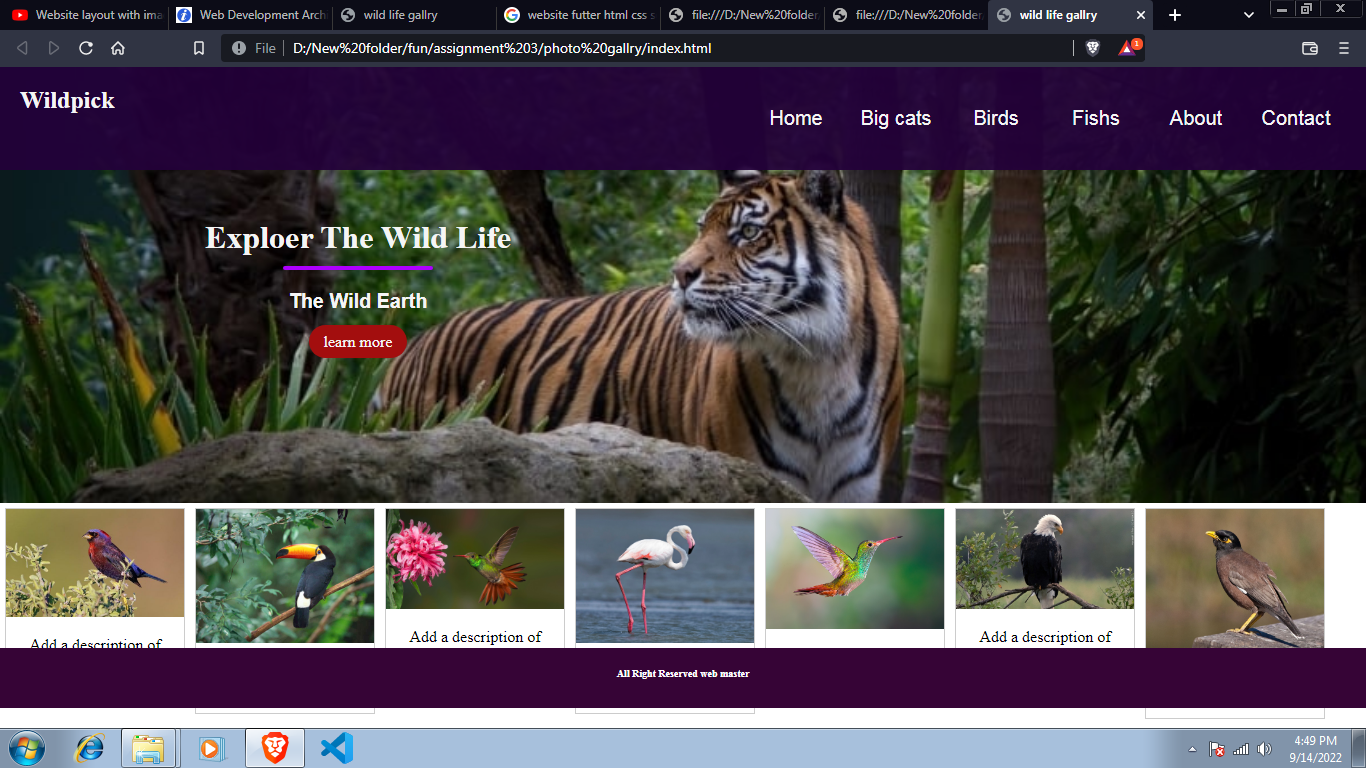 Website layout with ima
Web Development Arch
wild life gallry
website futter html css s
file:///D:/New%20folder,
file:///D:/New%20folder,
wild life gallry
File
D:/New%20folder/fun/assignment%203/photo%20gallry/index.html
1
Wildpick
Home Big cats Birds Fishs About Contact
Exploer The Wild Life
The Wild Earth
learn more
Add a description of
Add a description of
Add a description of
All Right Reserved web master
4:49 PM
9/14/2022